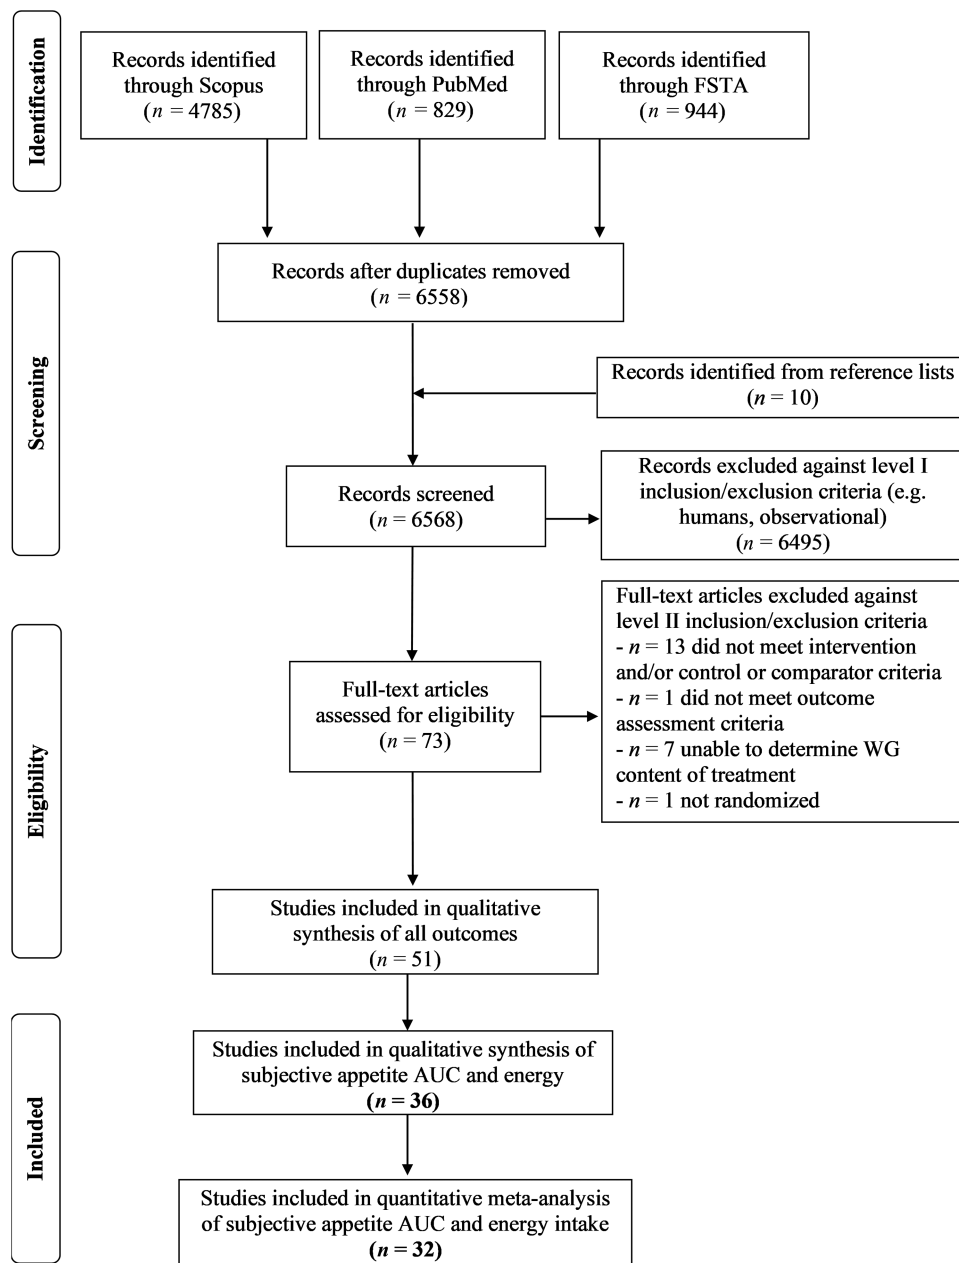 Identification
Records identified
through Scopus
(n = 4785)
Records identified
through PubMed
(n = 829)
Records identified
through FSTA
(n = 944)
Screening
Records after duplicates removed
(n = 6558)
Records identified from reference lists
(n = 10)
Records screened
(n = 6568)
Records excluded against level I
inclusion/exclusion criteria (e.g.
humans, observational)
(n = 6495)
Eligibility
Full-text articles
assessed for eligibility
(n = 73)
Full-text articles excluded against
level II inclusion/exclusion criteria
- n = 13 did not meet intervention
and/or control or comparator criteria
- n = 1 did not meet outcome
assessment criteria
- n = 7 unable to determine WG
content of treatment
- n = 1 not randomized
Studies included in qualitative
synthesis of all outcomes
(n = 51)
Included
Studies included in qualitative synthesis of
subjective appetite AUC and energy
(n = 36)
Studies included in quantitative meta-analysis
of subjective appetite AUC and energy intake
(n = 32)